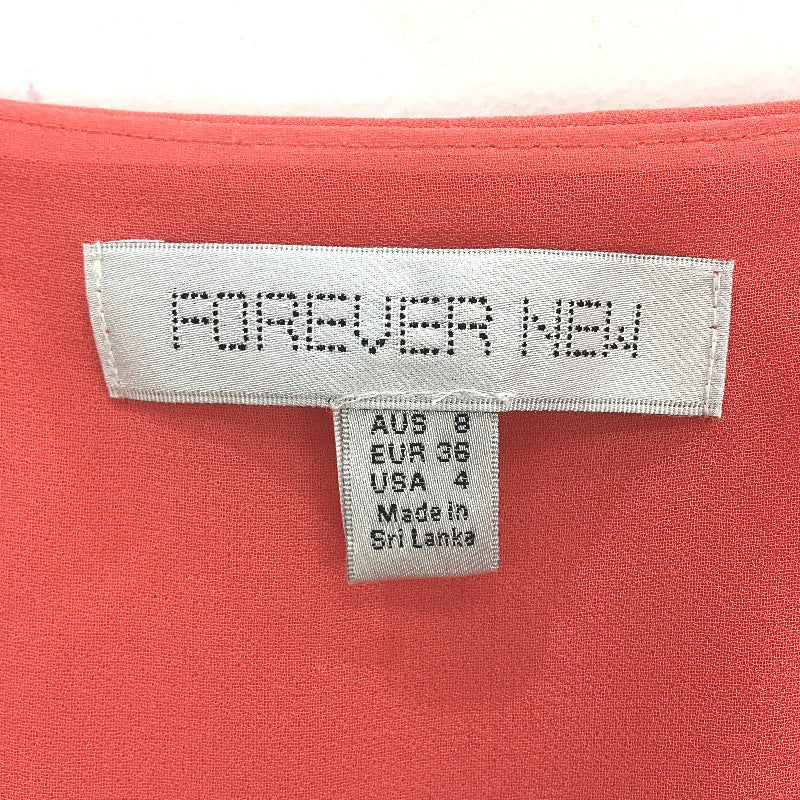 FOREVER NEW
AUS 8
EUR 36
USA 4
Made in
Sri Lanka